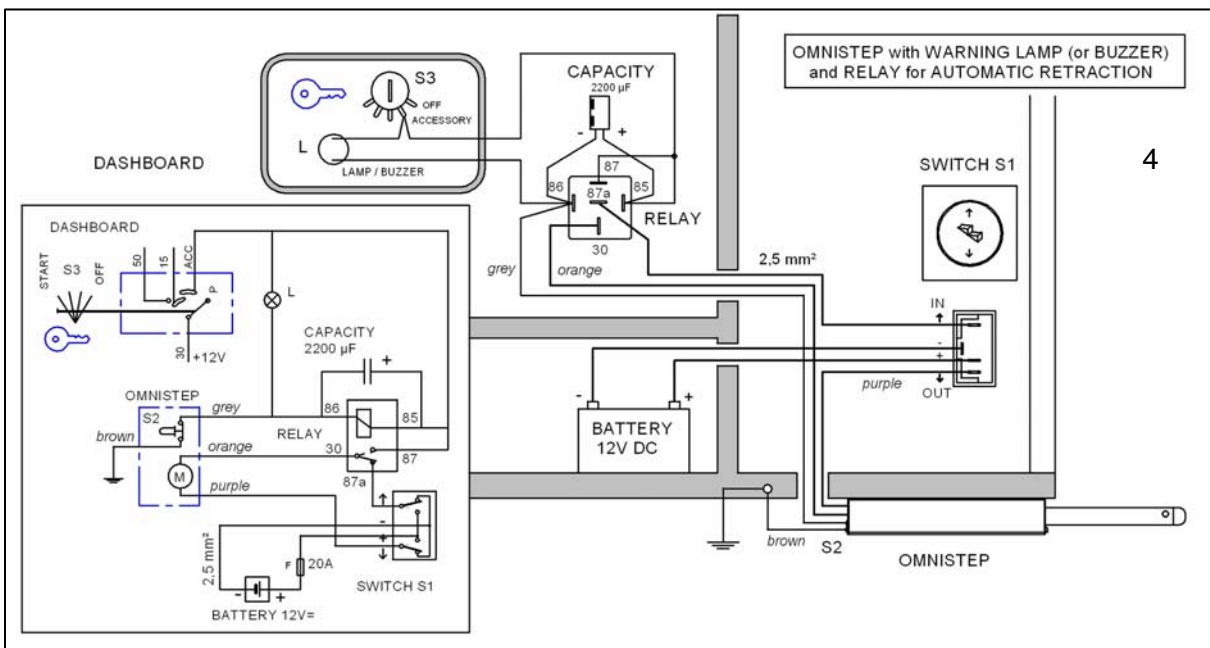 OMNISTEP with WARNING LAMP (or BUZZER)
and RELAY for AUTOMATIC RETRACTION
4
DASHBOARD
S3
OFF
ACCESSORY
L
LAMP / BUZZER
CAPACITY
2200 µF
- +
87
86
87a
85
RELAY
30
grey
orange
2,5 mm²
SWITCH S1
IN
-
+
OUT
purple
- +
BATTERY
12V DC
brown
S2
OMNISTEP
DASHBOARD
START
S3
OFF
50
15
ACC
P
30
+12V
L
CAPACITY
2200 µF
+
OMNISTEP
S2
grey
brown
86
85
RELAY
orange
30
87
M
87a
purple
-
+
2,5 mm²
F
20A
- +
SWITCH S1
BATTERY 12V=